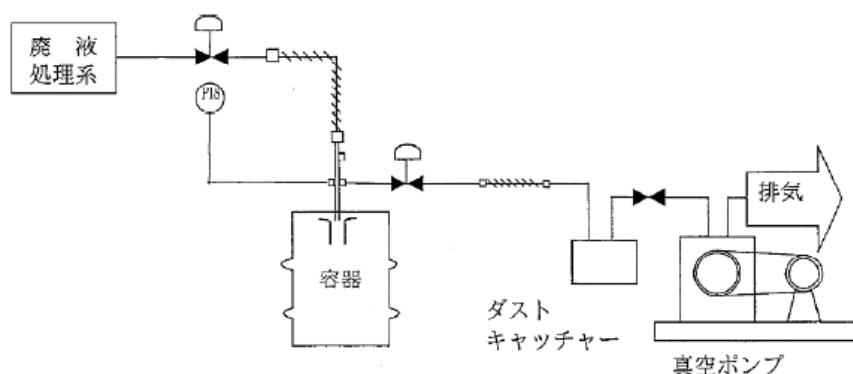 廃　液
処理系
PIS
排気
容器
ダスト
キャッチャー
真空ポンプ